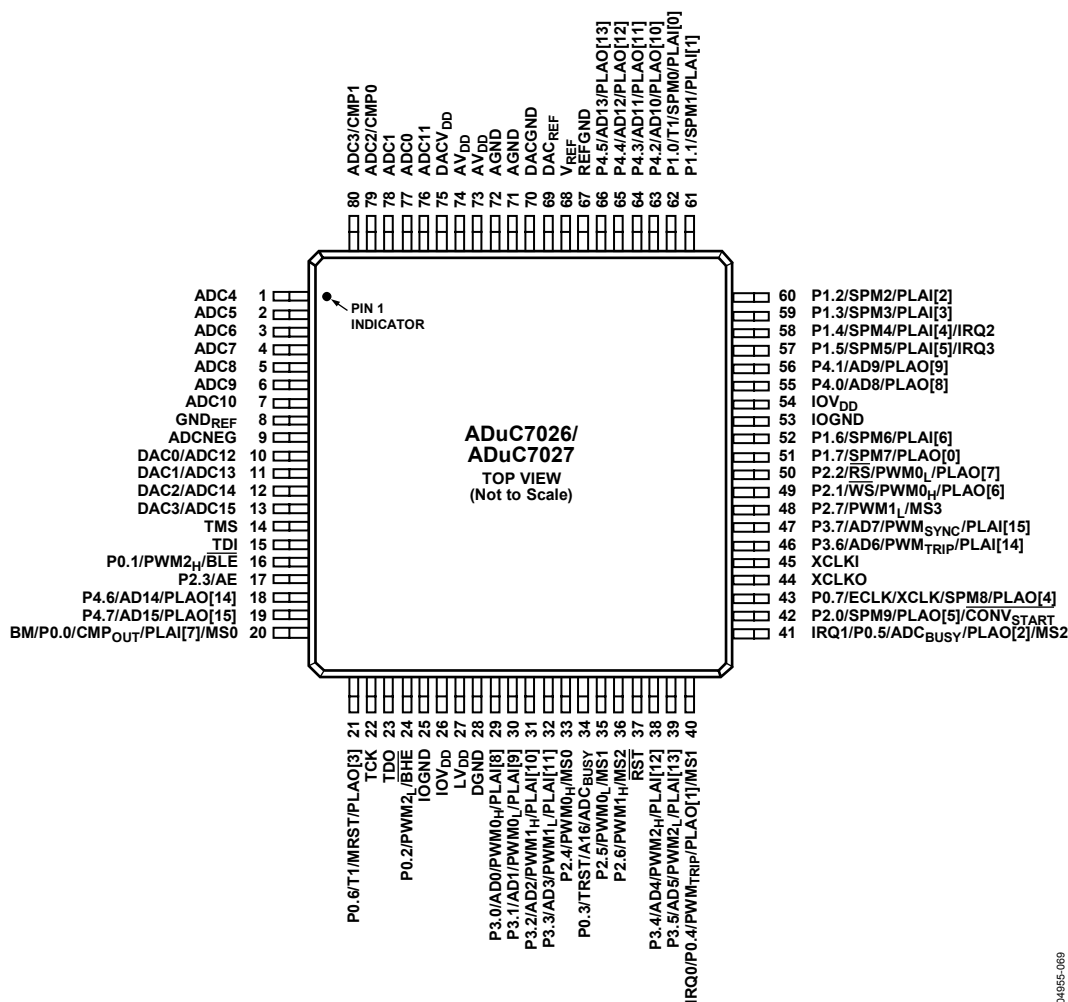 80 ADC3/CMP1
79 ADC2/CMP0
78 ADC1
77 ADC0
76 ADC11
75 DACVDD
74 AVDD
73 AVDD
72 AGND
71 AGND
70 DACGND
69 DACREF
68 VREF
67 REFGND
66 P4.5/AD13/PLAO[13]
65 P4.4/AD12/PLAO[12]
64 P4.3/AD11/PLAO[11]
63 P4.2/AD10/PLAO[10]
62 P1.0/T1/SPM0/PLAI[0]
61 P1.1/SPM1/PLAI[1]
ADC4 1
ADC5 2
ADC6 3
ADC7 4
ADC8 5
ADC9 6
ADC10 7
GNDREF 8
ADCNEG 9
DAC0/ADC12 10
DAC1/ADC13 11
DAC2/ADC14 12
DAC3/ADC15 13
TMS 14
TDI 15
P0.1/PWM2H/BLE 16
P2.3/AE 17
P4.6/AD14/PLAO[14] 18
P4.7/AD15/PLAO[15] 19
BM/P0.0/CMPOUT/PLAI[7]/MS0 20
PIN 1
INDICATOR
ADuC7026/
ADuC7027
TOP VIEW
(Not to Scale)
60 P1.2/SPM2/PLAI[2]
59 P1.3/SPM3/PLAI[3]
58 P1.4/SPM4/PLAI[4]/IRQ2
57 P1.5/SPM5/PLAI[5]/IRQ3
56 P4.1/AD9/PLAO[9]
55 P4.0/AD8/PLAO[8]
54 IOVDD
53 IOGND
52 P1.6/SPM6/PLAI[6]
51 P1.7/SPM7/PLAO[0]
50 P2.2/RS/PWM0L/PLAO[7]
49 P2.1/WS/PWM0H/PLAO[6]
48 P2.7/PWM1L/MS3
47 P3.7/AD7/PWMSYNC/PLAI[15]
46 P3.6/AD6/PWMTRIP/PLAI[14]
45 XCLKI
44 XCLKO
43 P0.7/ECLK/XCLK/SPM8/PLAO[4]
42 P2.0/SPM9/PLAO[5]/CONVSTART
41 IRQ1/P0.5/ADCBUSY/PLAO[2]/MS2
P0.6/T1/MRST/PLAO[3] 21
TCK 22
TDO 23
P0.2/PWM2L/BHE 24
IOGND 25
IOVDD 26
LVDD 27
DGND 28
P3.0/AD0/PWM0H/PLAI[8] 29
P3.1/AD1/PWM0L/PLAI[9] 30
P3.2/AD2/PWM1H/PLAI[10] 31
P3.3/AD3/PWM1L/PLAI[11] 32
P2.4/PWM0H/MS0 33
P0.3/TRST/A16/ADCBUSY 34
P2.5/PWM0L/MS1 35
P2.6/PWM1H/MS2 36
RST 37
P3.4/AD4/PWM2H/PLAI[12] 38
P3.5/AD5/PWM2L/PLAI[13] 39
IRQ0/P0.4/PWMTRIP/PLAO[1]/MS1 40
04955-069